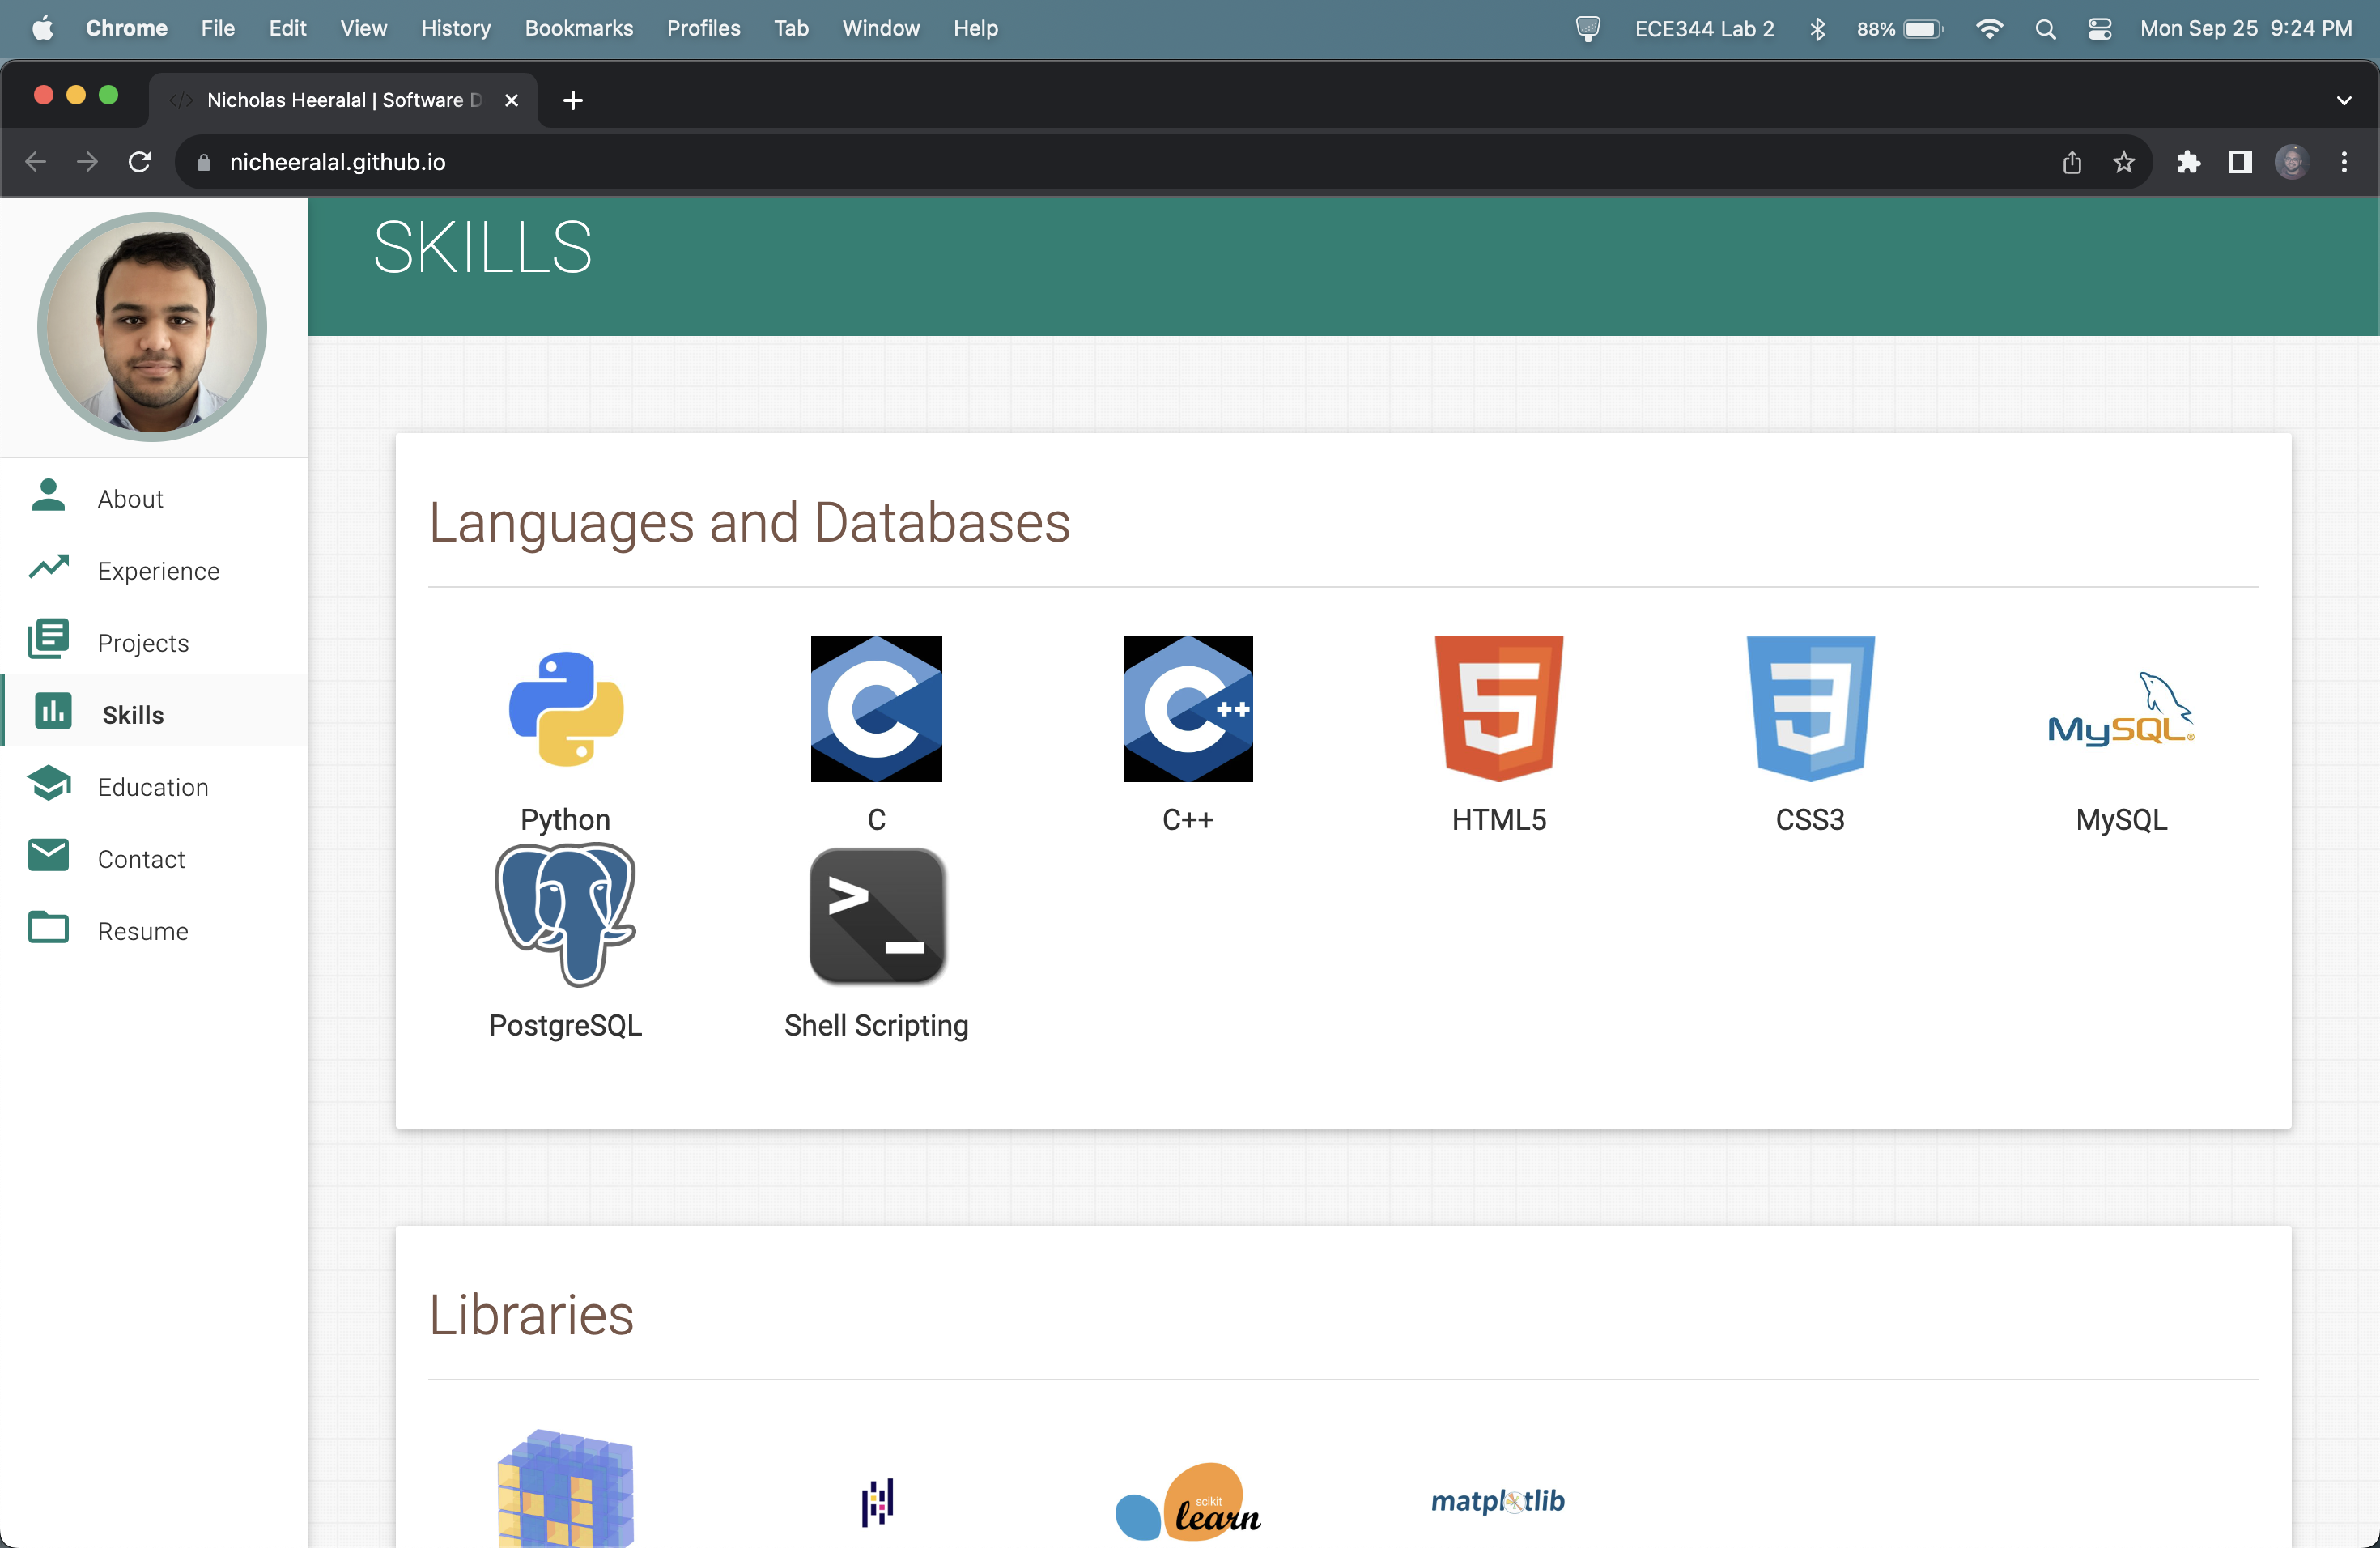 Chrome File Edit View History Bookmarks Profiles Tab Window Help ECE344 Lab 2 88% Mon Sep 25 9:24 PM
Nicholas Heeralal | Software D
nicheeralal.github.io
SKILLS
About
Experience
Projects
Skills
Education
Contact
Resume
Languages and Databases
++
MySQL®
Python C C++ HTML5 CSS3 MySQL
PostgreSQL Shell Scripting
Libraries
scikit
learn
matplotlib